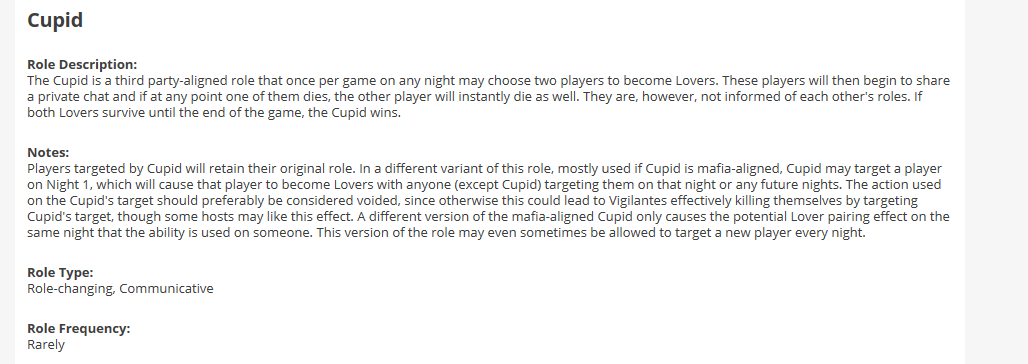 Cupid
Role Description:
The Cupid is a third party-aligned role that once per game on any night may choose two players to become Lovers. These players will then begin to share
a private chat and if at any point one of them dies, the other player will instantly die as well. They are, however, not informed of each other's roles. If
both Lovers survive until the end of the game, the Cupid wins.
Notes:
Players targeted by Cupid will retain their original role. In a different variant of this role, mostly used if Cupid is mafia-aligned, Cupid may target a player
on Night 1, which will cause that player to become Lovers with anyone (except Cupid) targeting them on that night or any future nights. The action used
on the Cupid's target should preferably be considered voided, since otherwise this could lead to Vigilantes effectively killing themselves by targeting
Cupid's target, though some hosts may like this effect. A different version of the mafia-aligned Cupid only causes the potential Lover pairing effect on the
same night that the ability is used on someone. This version of the role may even sometimes be allowed to target a new player every night.
Role Type:
Role-changing, Communicative
Role Frequency:
Rarely